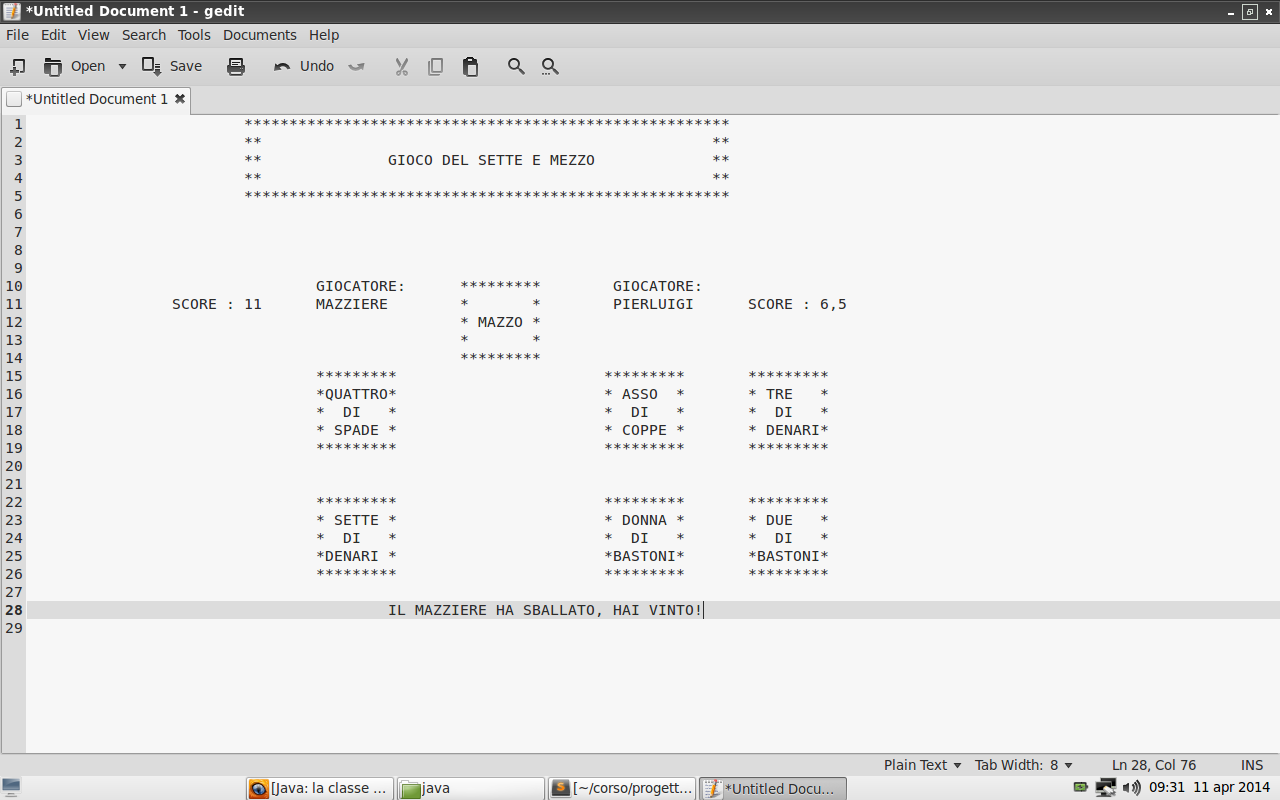 *Untitled Document 1 - gedit
File Edit View Search Tools Documents Help
Open Save Undo
*Untitled Document 1
1 ******************************************************
2 ** **
3 ** GIOCO DEL SETTE E MEZZO **
4 ** **
5 ******************************************************
6
7
8
9
10 GIOCATORE: ********* GIOCATORE:
11 SCORE : 11 MAZZIERE * * PIERLUIGI SCORE : 6,5
12 * MAZZO *
13 * *
14 *********
15 ********* ********* *********
16 *QUATTRO* * ASSO * * TRE *
17 * DI * * DI * * DI *
18 * SPADE * * COPPE * * DENARI*
19 ********* ********* *********
20
21
22 ********* ********* *********
23 * SETTE * * DONNA * * DUE *
24 * DI * * DI * * DI *
25 *DENARI * *BASTONI* *BASTONI*
26 ********* ********* *********
27
28 IL MAZZIERE HA SBALLATO, HAI VINTO!
29
Plain Text Tab Width: 8 Ln 28, Col 76 INS
[Java: la classe ... java [~/corso/progett... *Untitled Docu... 09:31 11 apr 2014